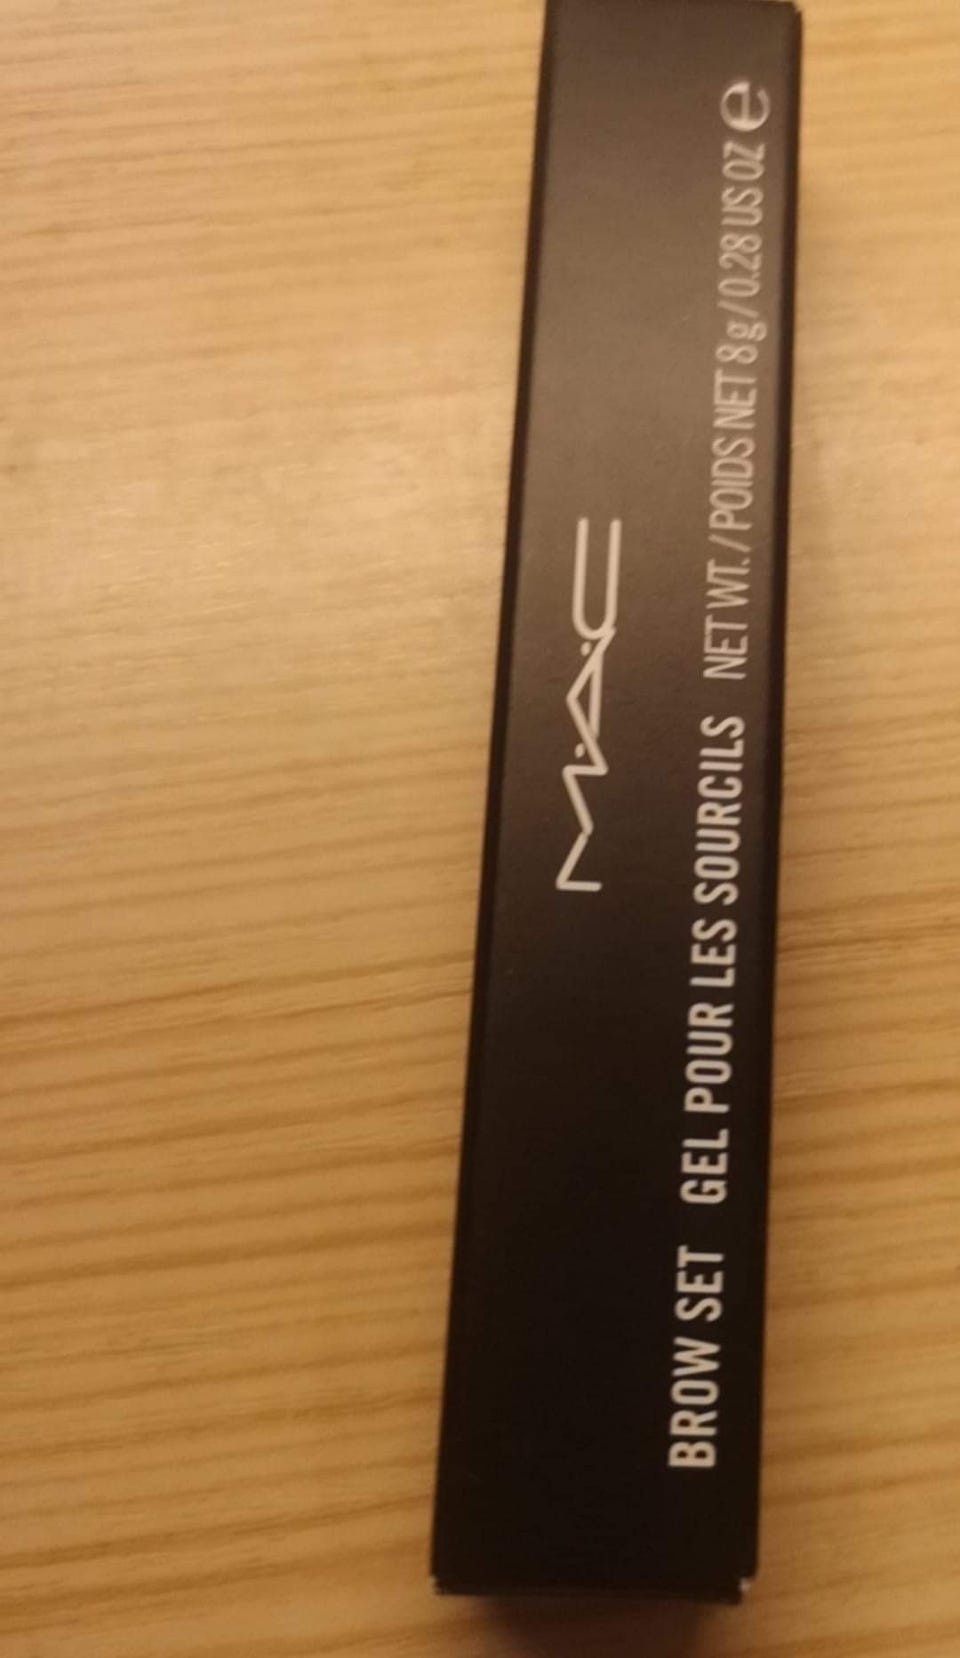 M·A·C
BROW SET GEL POUR LES SOURCILS NET WT. / POIDS NET 8 g / 0.28 US OZ e